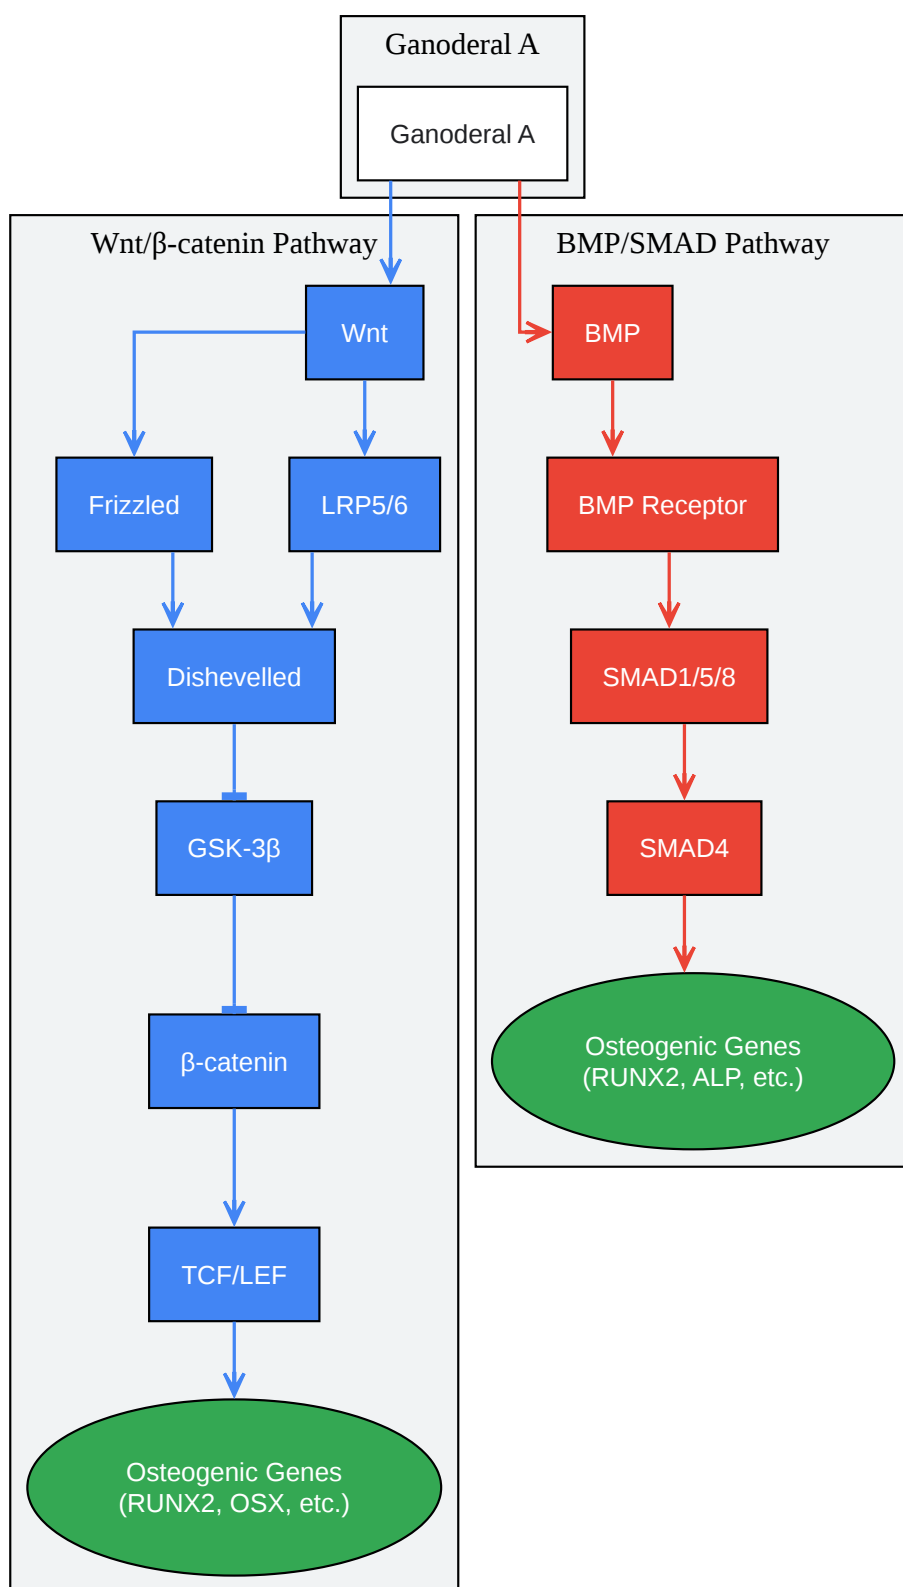 Ganoderal A
Ganoderal A
Wnt/β-catenin Pathway
Wnt
Frizzled
LRP5/6
Dishevelled
GSK-3β
β-catenin
TCF/LEF
Osteogenic Genes
(RUNX2, OSX, etc.)
BMP/SMAD Pathway
BMP
BMP Receptor
SMAD1/5/8
SMAD4
Osteogenic Genes
(RUNX2, ALP, etc.)